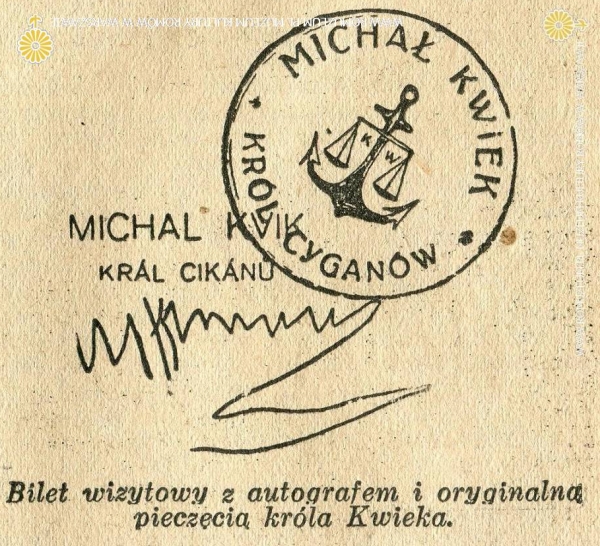 MICHAŁ KWIEK
* KRÓL CYGANÓW *
K W
MICHAL KVIK
KRÁL CIKÁNŮ
Bilet wizytowy z autografem i oryginalną
pieczęcią króla Kwieka.